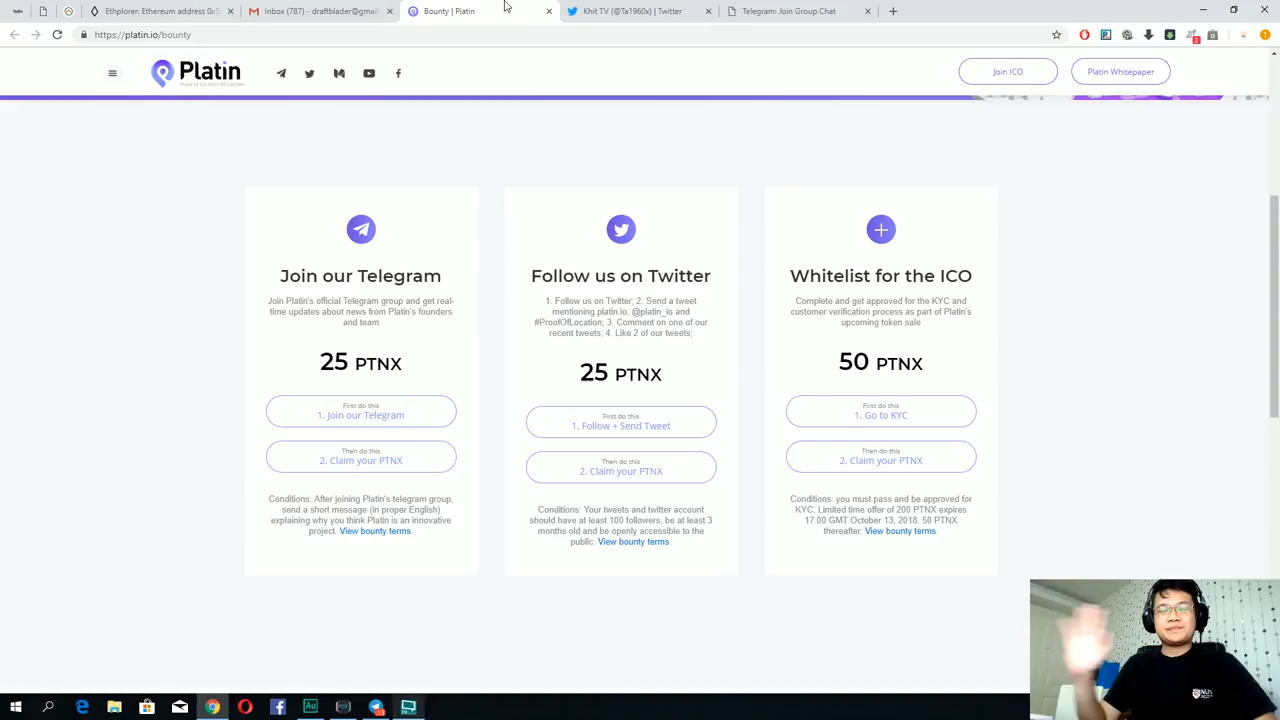 Ethplorer: Ethereum address 0x5
Inbox (787) - draftblader@gmail
Bounty | Platin
Khit TV (@Ta1960x) | Twitter
Telegram: Join Group Chat
https://platin.io/bounty
Platin
Join ICO
Platin Whitepaper
Join our Telegram
Join Platin's official Telegram group and get real-
time updates about news from Platin's founders
and team
25 PTNX
First do this
1. Join our Telegram
Then do this
2. Claim your PTNX
Conditions: After joining Platin's telegram group,
send a short message (in proper English)
explaining why you think Platin is an innovative
project. View bounty terms.
Follow us on Twitter
1. Follow us on Twitter; 2. Send a tweet
mentioning platin.io, @platin_io and
#ProofOfLocation; 3. Comment on one of our
recent tweets; 4. Like 2 of our tweets;
25 PTNX
First do this
1. Follow + Send Tweet
Then do this
2. Claim your PTNX
Conditions: Your tweets and twitter account
should have at least 100 followers, be at least 3
months old and be openly accessible to the
public. View bounty terms.
Whitelist for the ICO
Complete and get approved for the KYC and
customer verification process as part of Platin's
upcoming token sale
50 PTNX
First do this
1. Go to KYC
Then do this
2. Claim your PTNX
Conditions: you must pass and be approved for
KYC. Limited time offer of 200 PTNX expires
17:00 GMT October 13, 2018. 50 PTNX
thereafter. View bounty terms.
Au